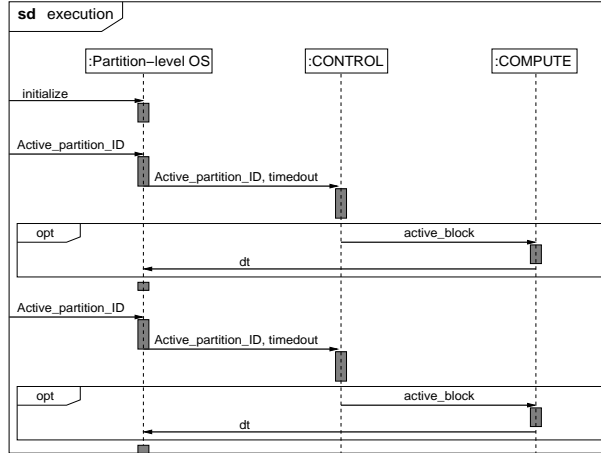 sd execution
:Partition–level OS :CONTROL :COMPUTE
initialize
Active_partition_ID
Active_partition_ID, timedout
opt active_block
dt
Active_partition_ID
Active_partition_ID, timedout
opt active_block
dt